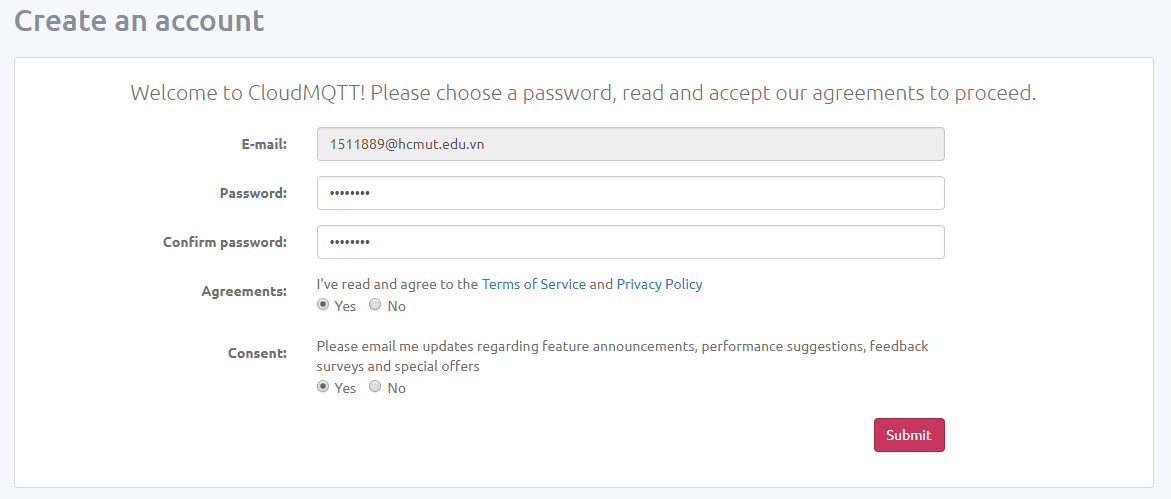 Create an account
Welcome to CloudMQTT! Please choose a password, read and accept our agreements to proceed.
E-mail: 1511889@hcmut.edu.vn
Password: ••••••••
Confirm password: ••••••••
Agreements: I've read and agree to the Terms of Service and Privacy Policy
Yes No
Consent: Please email me updates regarding feature announcements, performance suggestions, feedback
surveys and special offers
Yes No
Submit